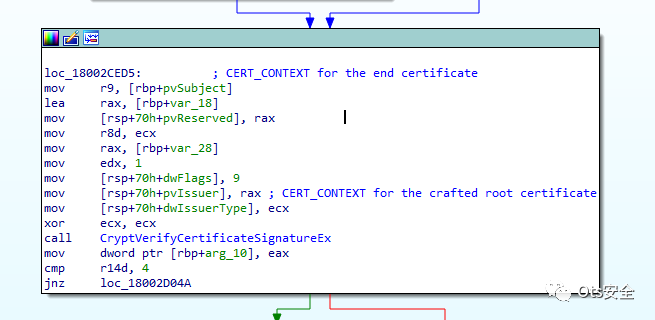 loc_18002CED5: ; CERT_CONTEXT for the end certificate
mov r9, [rbp+pvSubject]
lea rax, [rbp+var_18]
mov [rsp+70h+pvReserved], rax
mov r8d, ecx
mov rax, [rbp+var_28]
mov edx, 1
mov [rsp+70h+dwFlags], 9
mov [rsp+70h+pvIssuer], rax ; CERT_CONTEXT for the crafted root certificate
mov [rsp+70h+dwIssuerType], ecx
xor ecx, ecx
call CryptVerifyCertificateSignatureEx
mov dword ptr [rbp+arg_10], eax
cmp r14d, 4
jnz loc_18002D04A
Ots安全